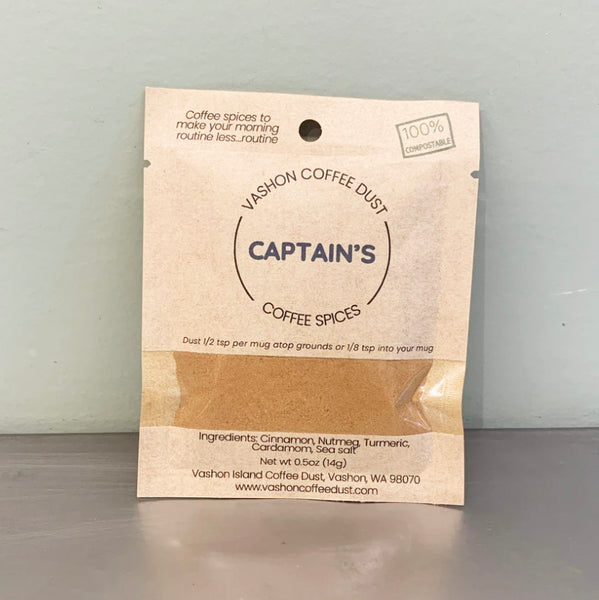 Coffee spices to
make your morning
routine less...routine
100%
COMPOSTABLE
VASHON COFFEE DUST
CAPTAIN'S
COFFEE SPICES
Dust 1/2 tsp per mug atop grounds or 1/8 tsp into your mug
Ingredients: Cinnamon, Nutmeg, Turmeric,
Cardamom, Sea salt
Net wt 0.5oz (14g)
Vashon Island Coffee Dust, Vashon, WA 98070
www.vashoncoffeedust.com